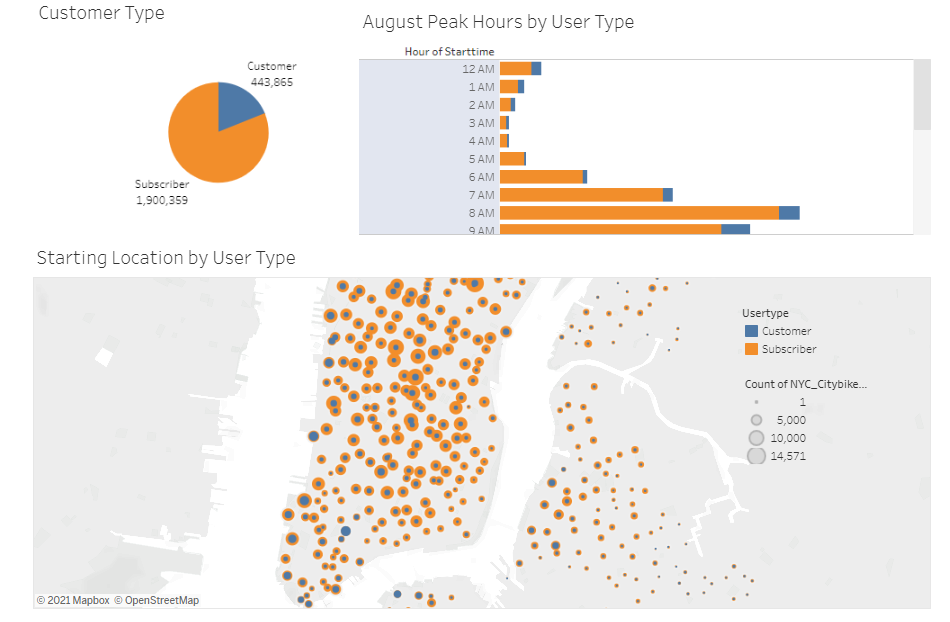 Customer Type
August Peak Hours by User Type
Hour of Starttime
Customer
443,865
Subscriber
1,900,359
12 AM
1 AM
2 AM
3 AM
4 AM
5 AM
6 AM
7 AM
8 AM
9 AM
Starting Location by User Type
Usertype
Customer
Subscriber
Count of NYC_Citybike...
1
5,000
10,000
14,571
© 2021 Mapbox © OpenStreetMap